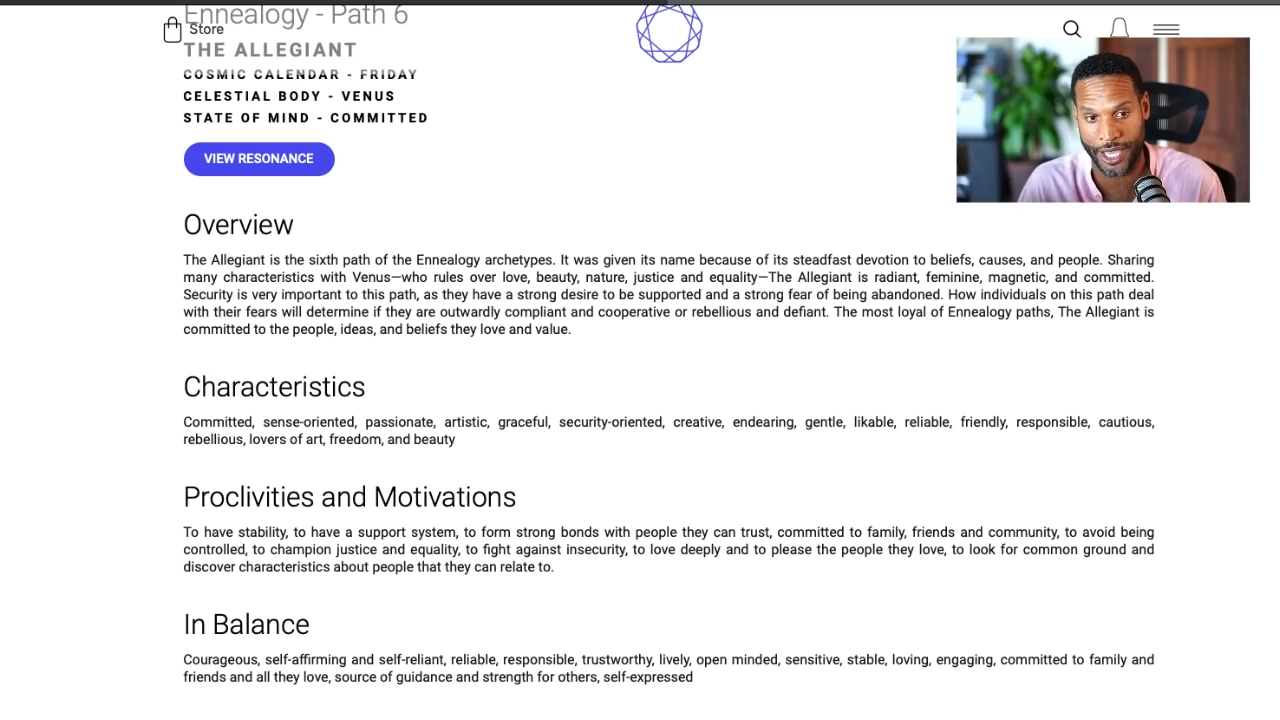 Ennealogy - Path 6
Store
THE ALLEGIANT
COSMIC CALENDAR - FRIDAY
CELESTIAL BODY - VENUS
STATE OF MIND - COMMITTED
VIEW RESONANCE
Overview
The Allegiant is the sixth path of the Ennealogy archetypes. It was given its name because of its steadfast devotion to beliefs, causes, and people. Sharing
many characteristics with Venus—who rules over love, beauty, nature, justice and equality—The Allegiant is radiant, feminine, magnetic, and committed.
Security is very important to this path, as they have a strong desire to be supported and a strong fear of being abandoned. How individuals on this path deal
with their fears will determine if they are outwardly compliant and cooperative or rebellious and defiant. The most loyal of Ennealogy paths, The Allegiant is
committed to the people, ideas, and beliefs they love and value.
Characteristics
Committed, sense-oriented, passionate, artistic, graceful, security-oriented, creative, endearing, gentle, likable, reliable, friendly, responsible, cautious,
rebellious, lovers of art, freedom, and beauty
Proclivities and Motivations
To have stability, to have a support system, to form strong bonds with people they can trust, committed to family, friends and community, to avoid being
controlled, to champion justice and equality, to fight against insecurity, to love deeply and to please the people they love, to look for common ground and
discover characteristics about people that they can relate to.
In Balance
Courageous, self-affirming and self-reliant, reliable, responsible, trustworthy, lively, open minded, sensitive, stable, loving, engaging, committed to family and
friends and all they love, source of guidance and strength for others, self-expressed